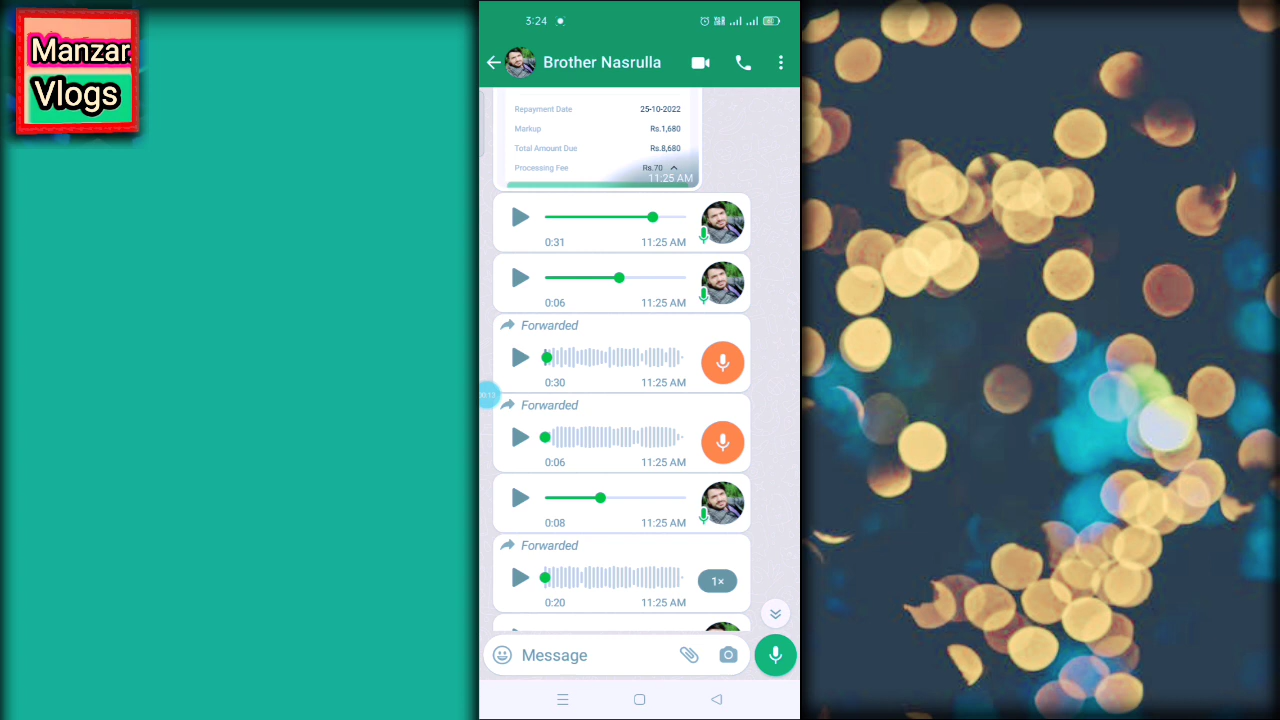 Manzar.
Vlogs
3:24
Brother Nasrulla
Repayment Date 25-10-2022
Markup Rs.1,680
Total Amount Due Rs.8,680
Processing Fee Rs.70
11:25 AM
0:31 11:25 AM
0:06 11:25 AM
Forwarded
0:30 11:25 AM
00:13
Forwarded
0:06 11:25 AM
0:08 11:25 AM
Forwarded
1×
0:20 11:25 AM
Message